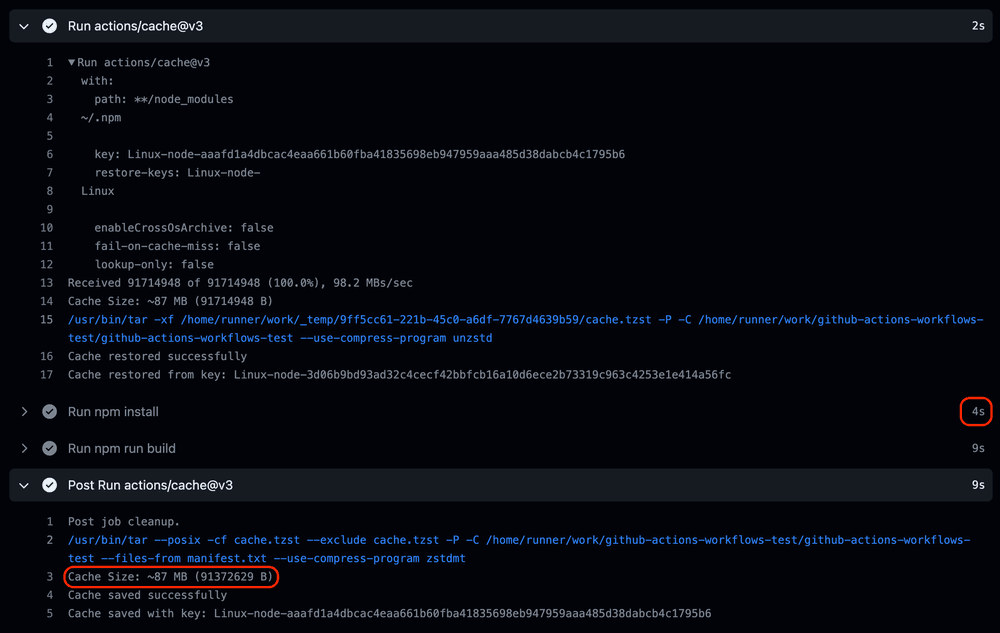 Run actions/cache@v3 2s
1 ▼Run actions/cache@v3
2 with:
3 path: **/node_modules
4 ~/.npm
5
6 key: Linux-node-aaafd1a4dbcac4eaa661b60fba41835698eb947959aaa485d38dabcb4c1795b6
7 restore-keys: Linux-node-
8 Linux
9
10 enableCrossOsArchive: false
11 fail-on-cache-miss: false
12 lookup-only: false
13 Received 91714948 of 91714948 (100.0%), 98.2 MBs/sec
14 Cache Size: ~87 MB (91714948 B)
15 /usr/bin/tar -xf /home/runner/work/_temp/9ff5cc61-221b-45c0-a6df-7767d4639b59/cache.tzst -P -C /home/runner/work/github-actions-workflows-
test/github-actions-workflows-test --use-compress-program unzstd
16 Cache restored successfully
17 Cache restored from key: Linux-node-3d06b9bd93ad32c4cecf42bbfcb16a10d6ece2b73319c963c4253e1e414a56fc
Run npm install 4s
Run npm run build 9s
Post Run actions/cache@v3 9s
1 Post job cleanup.
2 /usr/bin/tar --posix -cf cache.tzst --exclude cache.tzst -P -C /home/runner/work/github-actions-workflows-test/github-actions-workflows-
test --files-from manifest.txt --use-compress-program zstdmt
3 Cache Size: ~87 MB (91372629 B)
4 Cache saved successfully
5 Cache saved with key: Linux-node-aaafd1a4dbcac4eaa661b60fba41835698eb947959aaa485d38dabcb4c1795b6